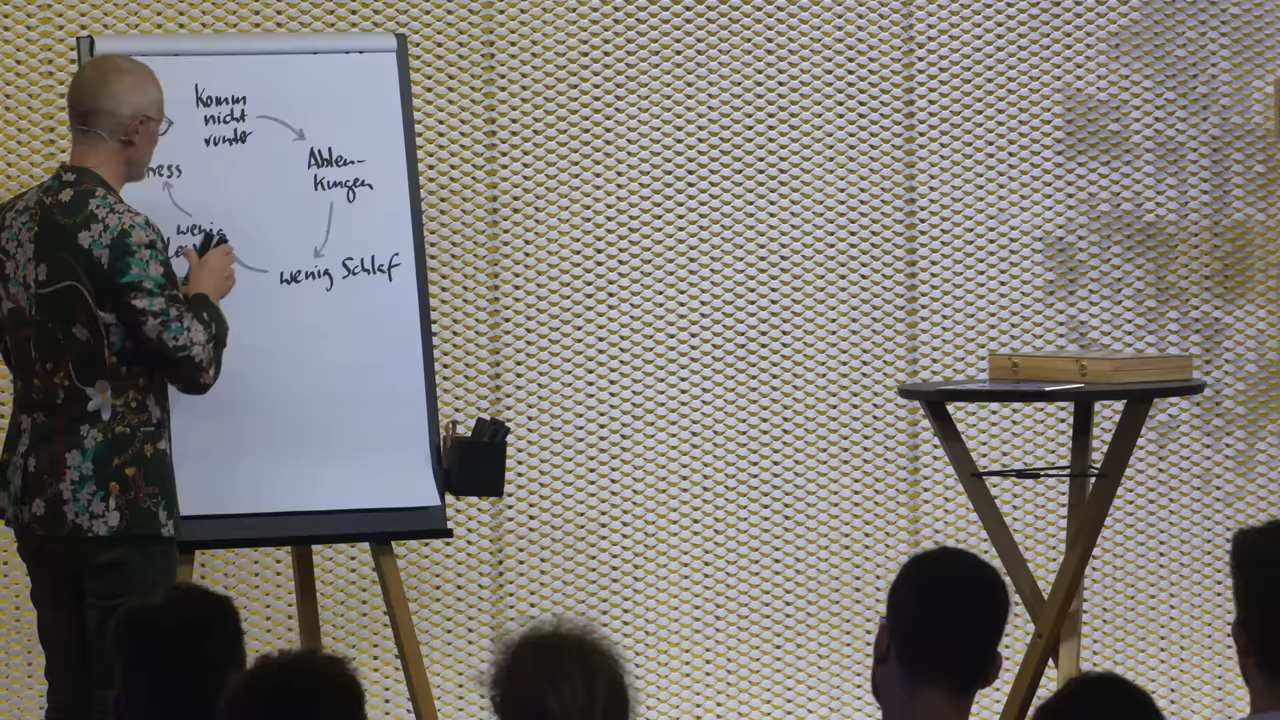 Komm
nicht
runter
Ablen-
kungen
wenig Schlaf
wenig
ress